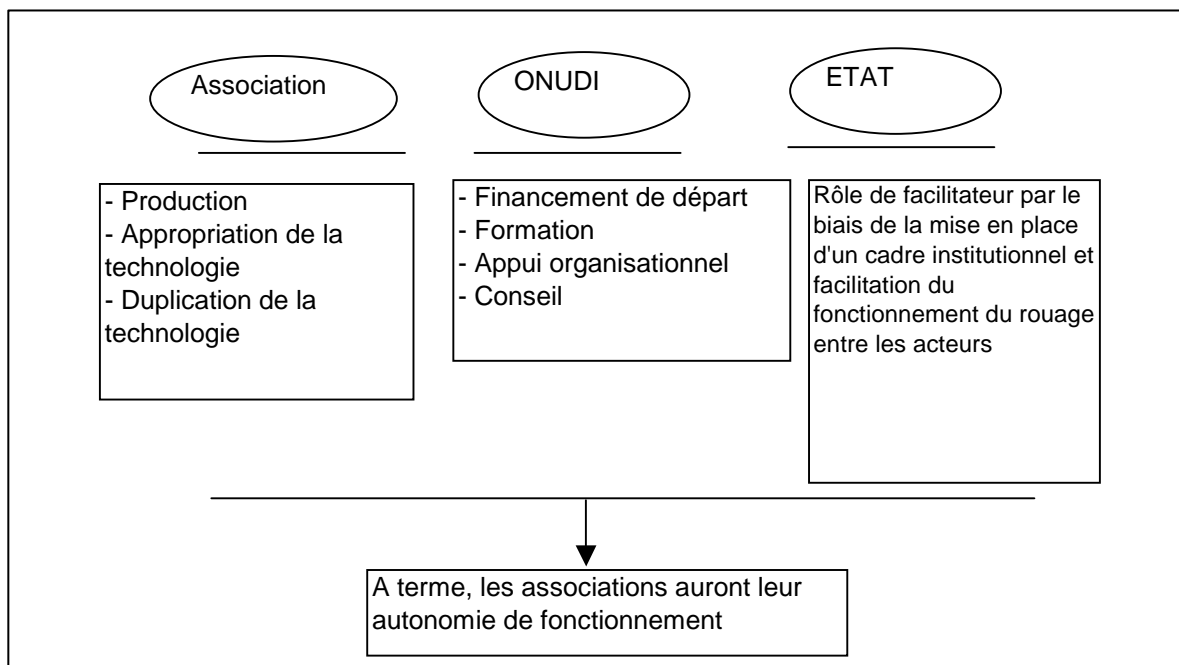 Association
ONUDI
ETAT
- Production
- Appropriation de la
technologie
- Duplication de la
technologie
- Financement de départ
- Formation
- Appui organisationnel
- Conseil
Rôle de facilitateur par le
biais de la mise en place
d'un cadre institutionnel et
facilitation du
fonctionnement du rouage
entre les acteurs
A terme, les associations auront leur
autonomie de fonctionnement